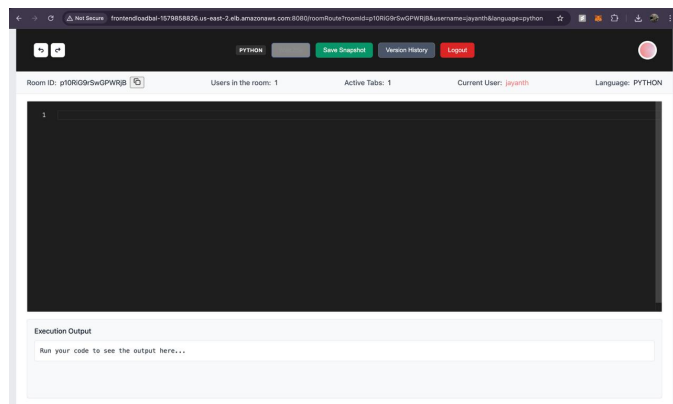 Not Secure frontendloadbal-1579858826.us-east-2.elb.amazonaws.com:8080/roomRoute?roomId=p10RiG9rSwGPWRjB&username=jayanth&language=python
PYTHON Save Snapshot Version History Logout
Room ID: p10RiG9rSwGPWRjB Users in the room: 1 Active Tabs: 1 Current User: jayanth Language: PYTHON
1
Execution Output
Run your code to see the output here...